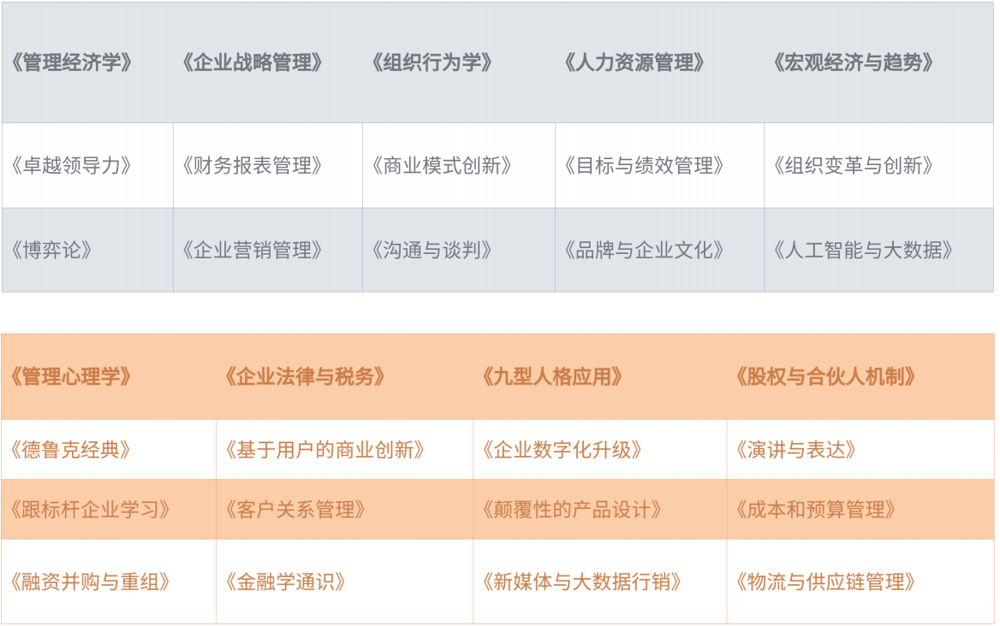 《管理经济学》 《企业战略管理》 《组织行为学》 《人力资源管理》 《宏观经济与趋势》
《卓越领导力》 《财务报表管理》 《商业模式创新》 《目标与绩效管理》 《组织变革与创新》
《博弈论》 《企业营销管理》 《沟通与谈判》 《品牌与企业文化》 《人工智能与大数据》
《管理心理学》 《企业法律与税务》 《九型人格应用》 《股权与合伙人机制》
《德鲁克经典》 《基于用户的商业创新》 《企业数字化升级》 《演讲与表达》
《跟标杆企业学习》 《客户关系管理》 《颠覆性的产品设计》 《成本和预算管理》
《融资并购与重组》 《金融学通识》 《新媒体与大数据行销》 《物流与供应链管理》